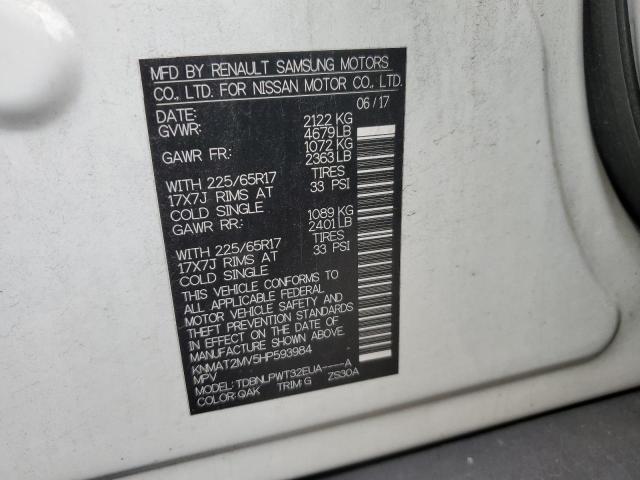 MFD BY RENAULT SAMSUNG MOTORS
CO., LTD. FOR NISSAN MOTOR CO., LTD.
DATE: 06/17
GVWR: 2122 KG
4679 LB
GAWR FR: 1072 KG
2363 LB
WITH 225/65R17 TIRES
17X7J RIMS AT 33 PSI
COLD SINGLE
GAWR RR: 1089 KG
2401 LB
WITH 225/65R17 TIRES
17X7J RIMS AT 33 PSI
COLD SINGLE
THIS VEHICLE CONFORMS TO
ALL APPLICABLE FEDERAL
MOTOR VEHICLE SAFETY AND
THEFT PREVENTION STANDARDS
IN EFFECT ON THE DATE OF
MANUFACTURE SHOWN ABOVE.
KNMAT2MV5HP593984
MPV
MODEL: TDBNLPWT32EUA----A
COLOR: QAK TRIM: G ZS30A